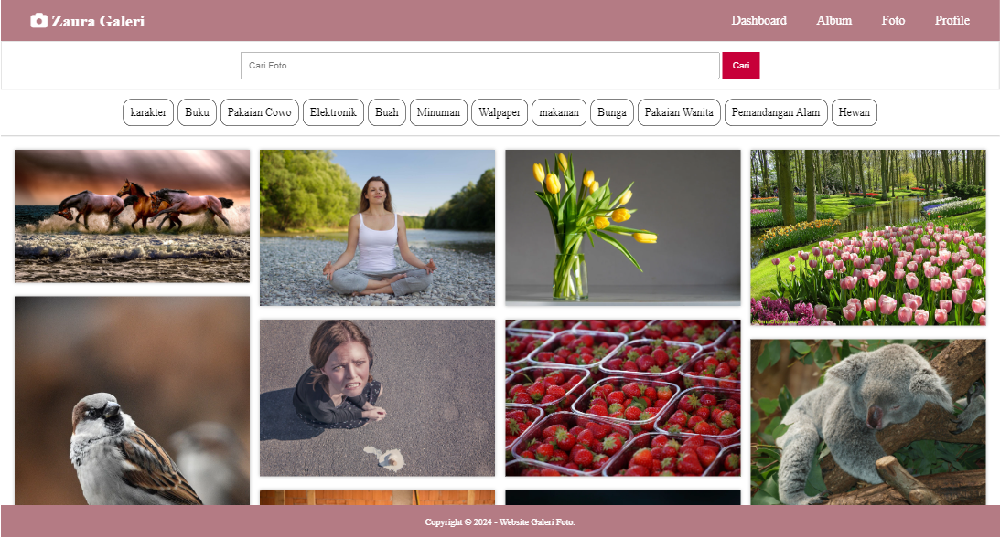 Zaura Galeri
Dashboard Album Foto Profile
Cari Foto Cari
karakter Buku Pakaian Cowo Elektronik Buah Minuman Walpaper makanan Bunga Pakaian Wanita Pemandangan Alam Hewan
Copyright © 2024 - Website Galeri Foto.